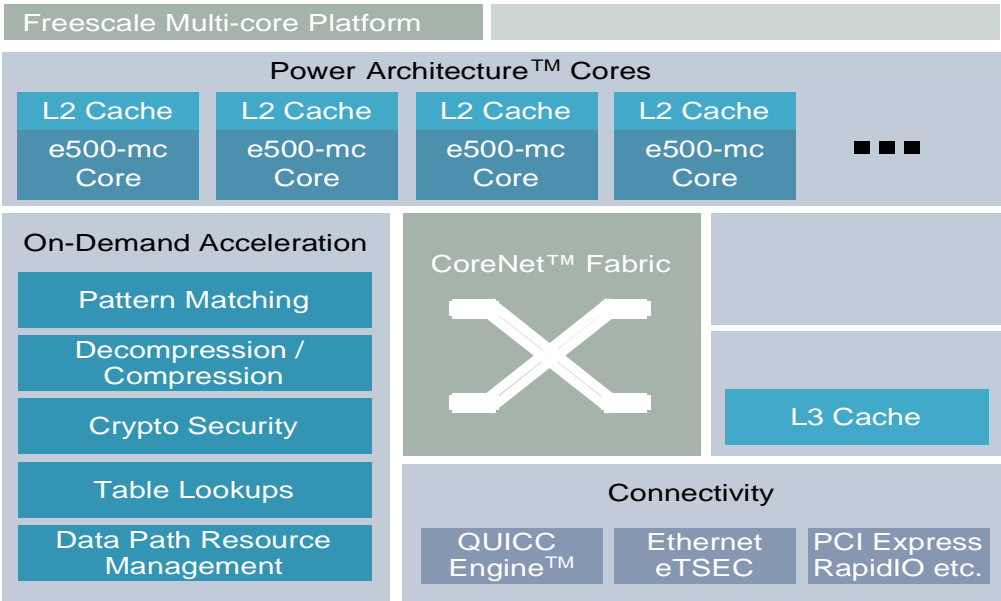 Freescale Multi-core Platform
Power Architecture™ Cores
L2 Cache
e500-mc
Core
L2 Cache
e500-mc
Core
L2 Cache
e500-mc
Core
L2 Cache
e500-mc
Core
On-Demand Acceleration
Pattern Matching
Decompression /
Compression
Crypto Security
Table Lookups
Data Path Resource
Management
CoreNet™ Fabric
L3 Cache
Connectivity
QUICC
Engine™
Ethernet
eTSEC
PCI Express
RapidIO etc.